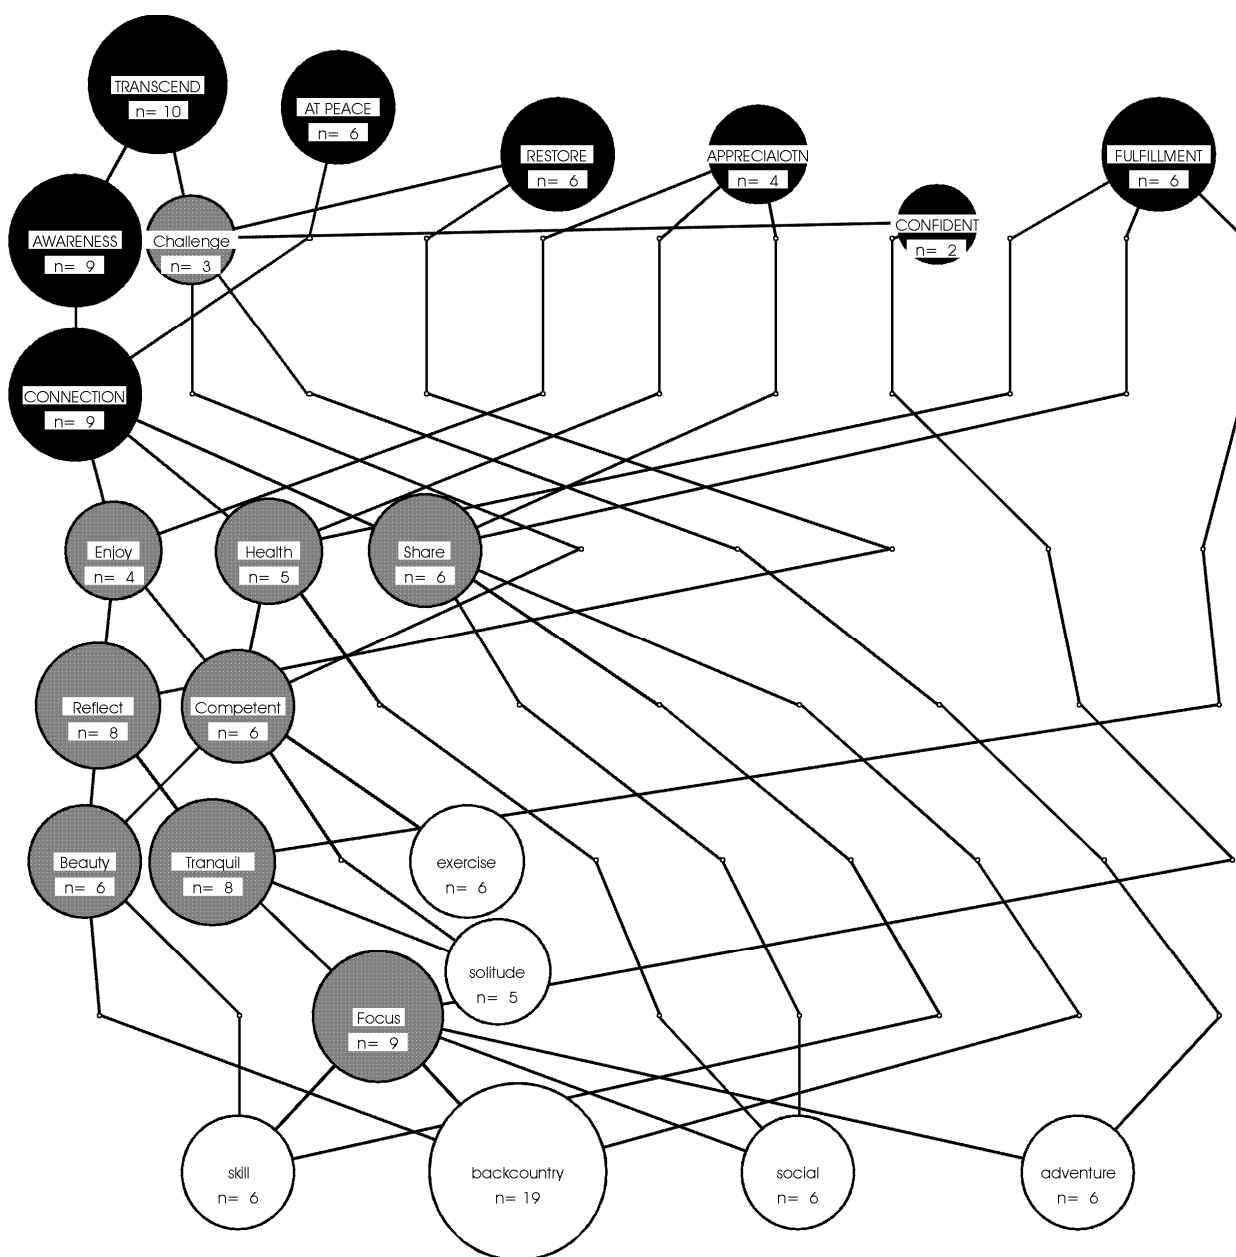 TRANSCEND
n= 10
AT PEACE
n= 6
RESTORE
n= 6
APPRECIAIOTN
n= 4
FULFILLMENT
n= 6
AWARENESS
n= 9
Challenge
n= 3
CONFIDENT
n= 2
CONNECTION
n= 9
Enjoy
n= 4
Health
n= 5
Share
n= 6
Reflect
n= 8
Competent
n= 6
Beauty
n= 6
Tranquil
n= 8
exercise
n= 6
solitude
n= 5
Focus
n= 9
skill
n= 6
backcountry
n= 19
social
n= 6
adventure
n= 6